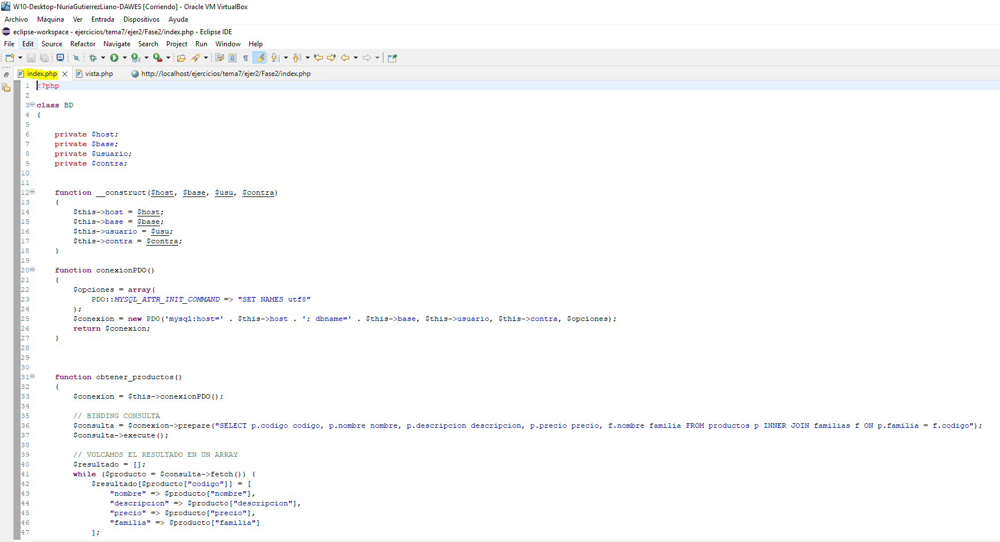 W10-Desktop-NuriaGutierrezLiano-DAWES [Corriendo] - Oracle VM VirtualBox
Archivo Máquina Ver Entrada Dispositivos Ayuda
eclipse-workspace - ejercicios/tema7/ejer2/Fase2/index.php - Eclipse IDE
File Edit Source Refactor Navigate Search Project Run Window Help
index.php vista.php http://localhost/ejercicios/tema7/ejer2/Fase2/index.php
1 <?php
2
3 class BD
4 {
5
6 private $host;
7 private $base;
8 private $usuario;
9 private $contra;
10
11
12 function __construct($host, $base, $usu, $contra)
13 {
14 $this->host = $host;
15 $this->base = $base;
16 $this->usuario = $usu;
17 $this->contra = $contra;
18 }
19
20 function conexionPDO()
21 {
22 $opciones = array(
23 PDO::MYSQL_ATTR_INIT_COMMAND => "SET NAMES utf8"
24 );
25 $conexion = new PDO('mysql:host=' . $this->host . '; dbname=' . $this->base, $this->usuario, $this->contra, $opciones);
26 return $conexion;
27 }
28
29
30
31 function obtener_productos()
32 {
33 $conexion = $this->conexionPDO();
34
35 // BINDING CONSULTA
36 $consulta = $conexion->prepare("SELECT p.codigo codigo, p.nombre nombre, p.descripcion descripcion, p.precio precio, f.nombre familia FROM productos p INNER JOIN familias f ON p.familia = f.codigo");
37 $consulta->execute();
38
39 // VOLCAMOS EL RESULTADO EN UN ARRAY
40 $resultado = [];
41 while ($producto = $consulta->fetch()) {
42 $resultado[$producto["codigo"]] = [
43 "nombre" => $producto["nombre"],
44 "descripcion" => $producto["descripcion"],
45 "precio" => $producto["precio"],
46 "familia" => $producto["familia"]
47 ];